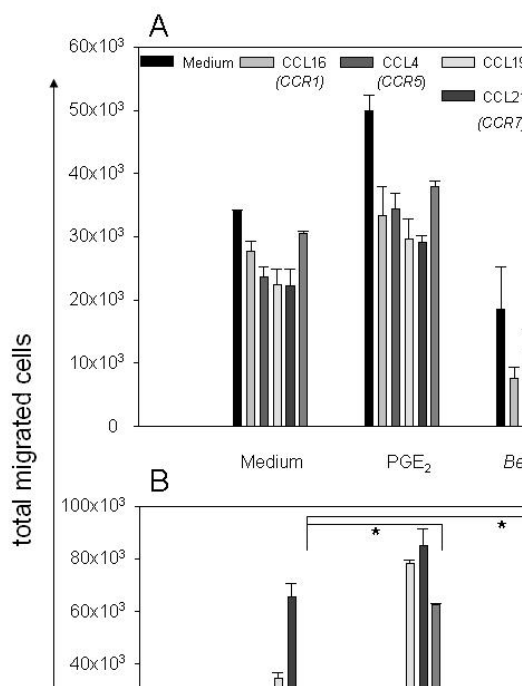 A
60x10³
Medium CCL16 CCL4 CCL19
(CCR1) (CCR5)
CCL21
(CCR7)
50x10³
40x10³
30x10³
20x10³
10x10³
0
total migrated cells
Medium PGE₂ Be
B
100x10³
80x10³
60x10³
40x10³
* *